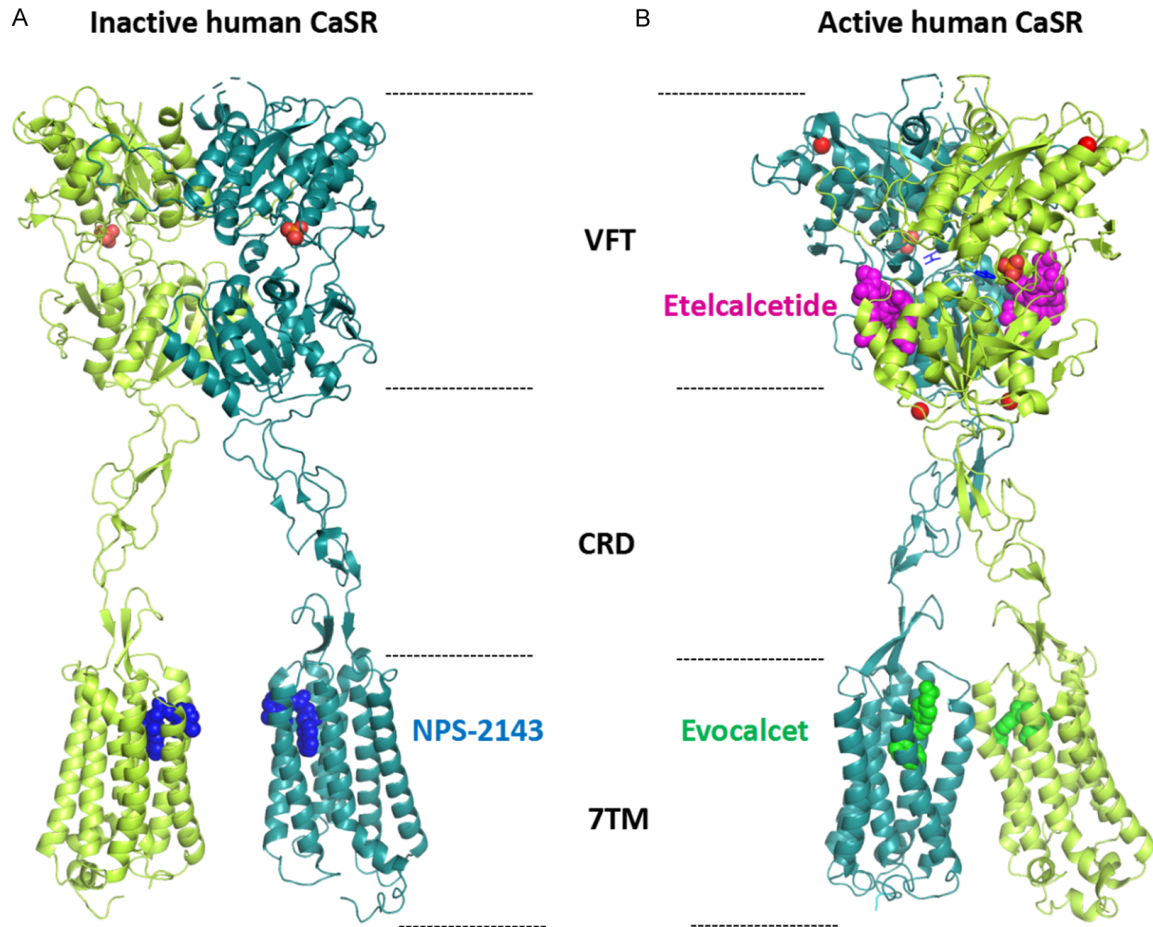 A
Inactive human CaSR
B
Active human CaSR
VFT
Etelcalcetide
CRD
NPS-2143
Evocalcet
7TM